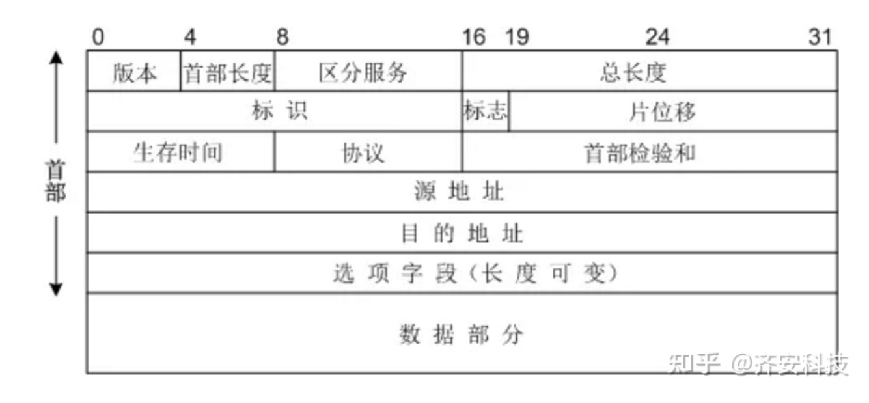 0 4 8 16 19 24 31
版本 首部长度 区分服务 总长度
标识 标志 片位移
生存时间 协议 首部检验和
首部
源地址
目的地址
选项字段(长度可变)
数据部分
知乎 @齐安科技